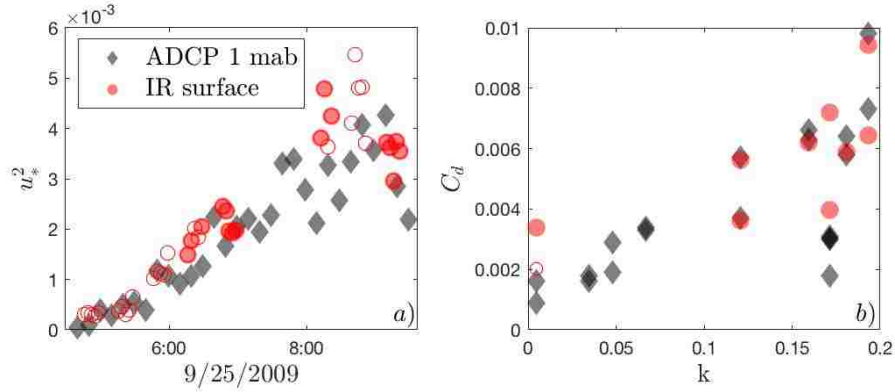 ×10⁻³
6
5
4
3
2
1
0
u²⁎
ADCP 1 mab
IR surface
a)
6:00 8:00
9/25/2009
0.01
0.008
0.006
0.004
0.002
0
C_d
b)
0 0.05 0.1 0.15 0.2
k